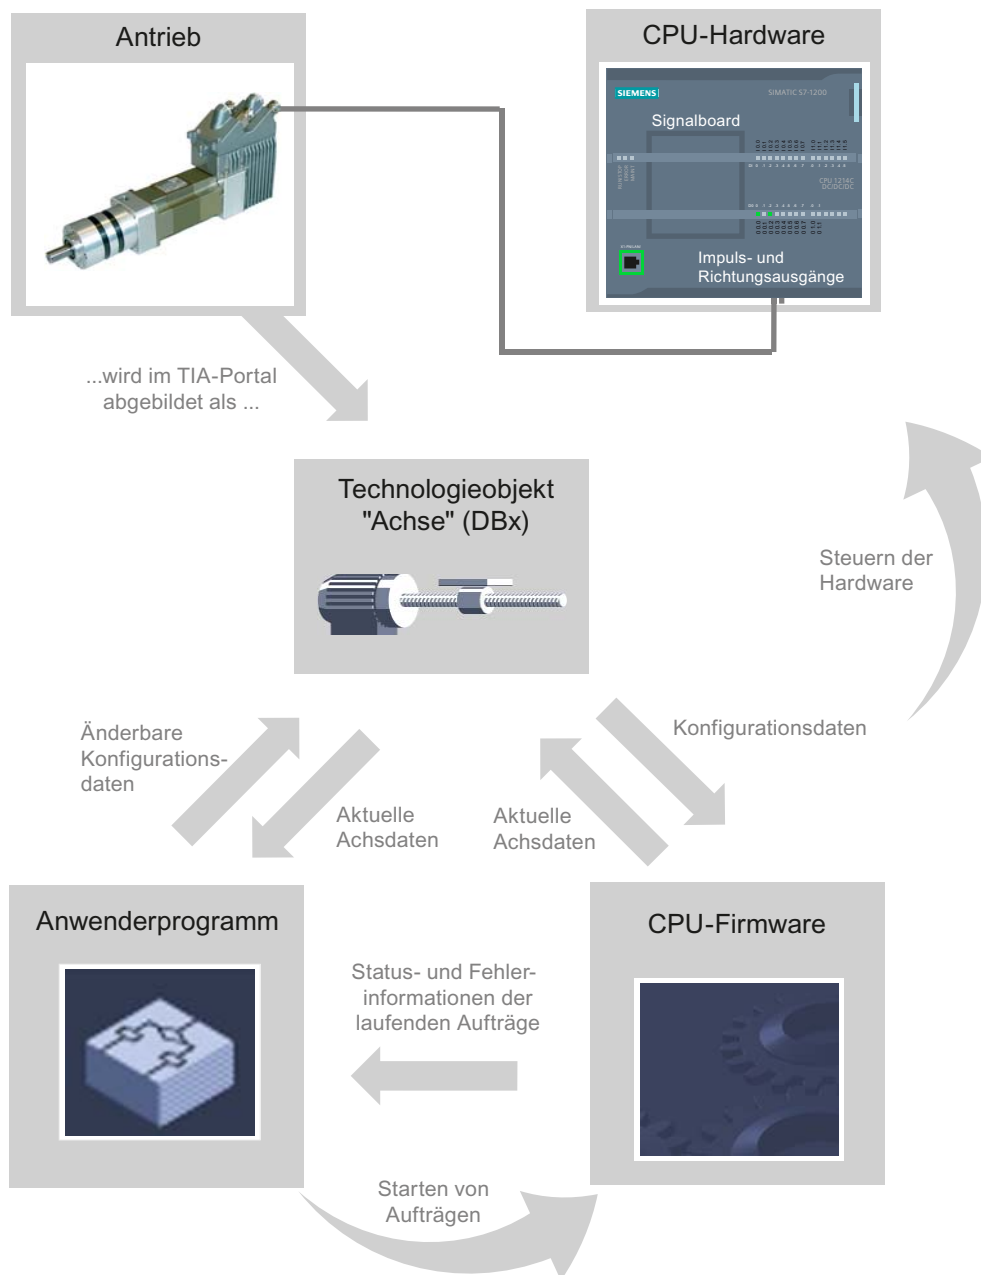 Antrieb
CPU-Hardware
SIEMENS
SIMATIC S7-1200
Signalboard
CPU 1214C
DC/DC/DC
Impuls- und
Richtungsausgänge
...wird im TIA-Portal
abgebildet als ...
Technologieobjekt
"Achse" (DBx)
Steuern der
Hardware
Änderbare
Konfigurations-
daten
Konfigurationsdaten
Aktuelle
Achsdaten
Aktuelle
Achsdaten
Anwenderprogramm
CPU-Firmware
Status- und Fehler-
informationen der
laufenden Aufträge
Starten von
Aufträgen